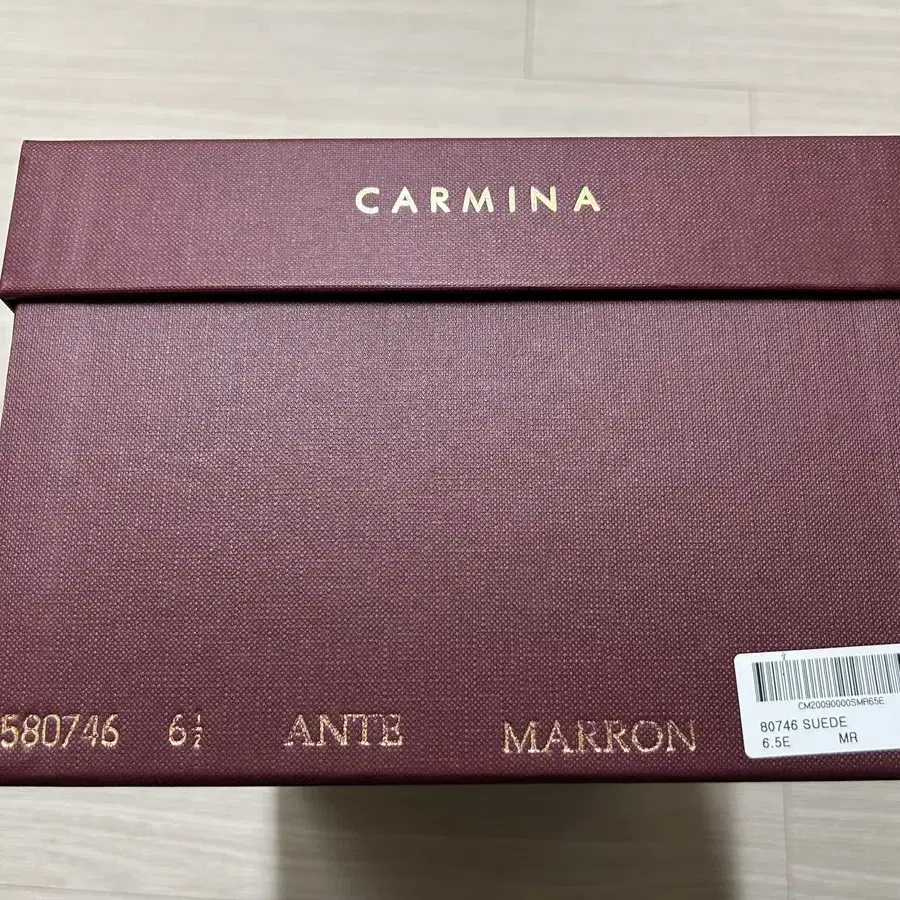 CARMINA
580746 6½ ANTE MARRON
CM20090000SMR65E
80746 SUEDE
6.5E MR